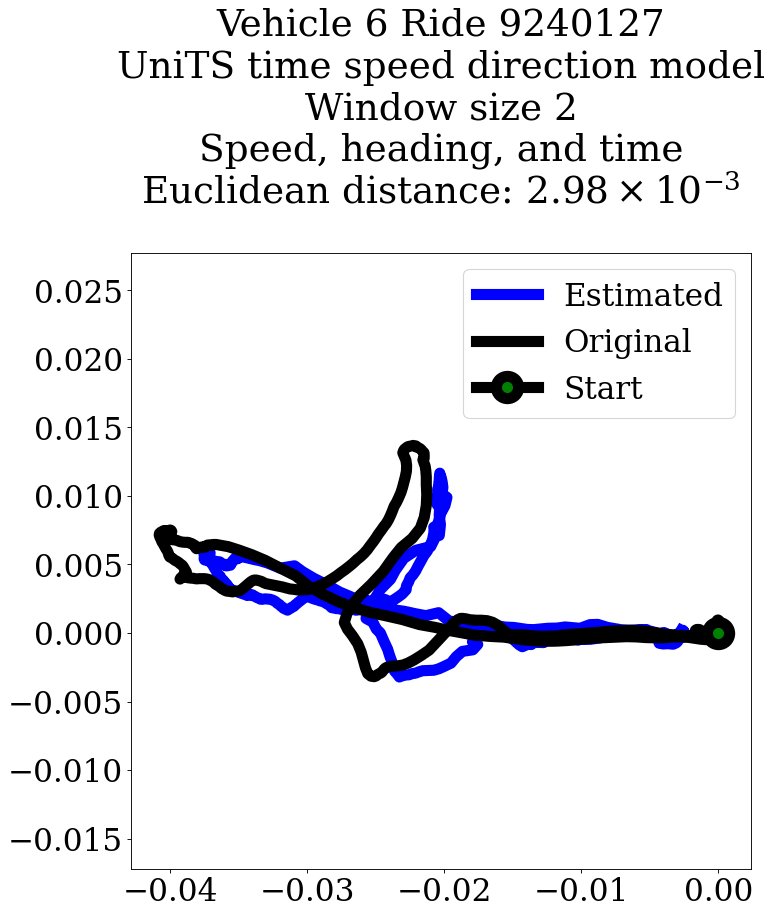 Vehicle 6 Ride 9240127
UniTS time speed direction model
Window size 2
Speed, heading, and time
Euclidean distance: 2.98 × 10⁻³
Estimated
Original
Start
0.025
0.020
0.015
0.010
0.005
0.000
−0.005
−0.010
−0.015
−0.04 −0.03 −0.02 −0.01 0.00